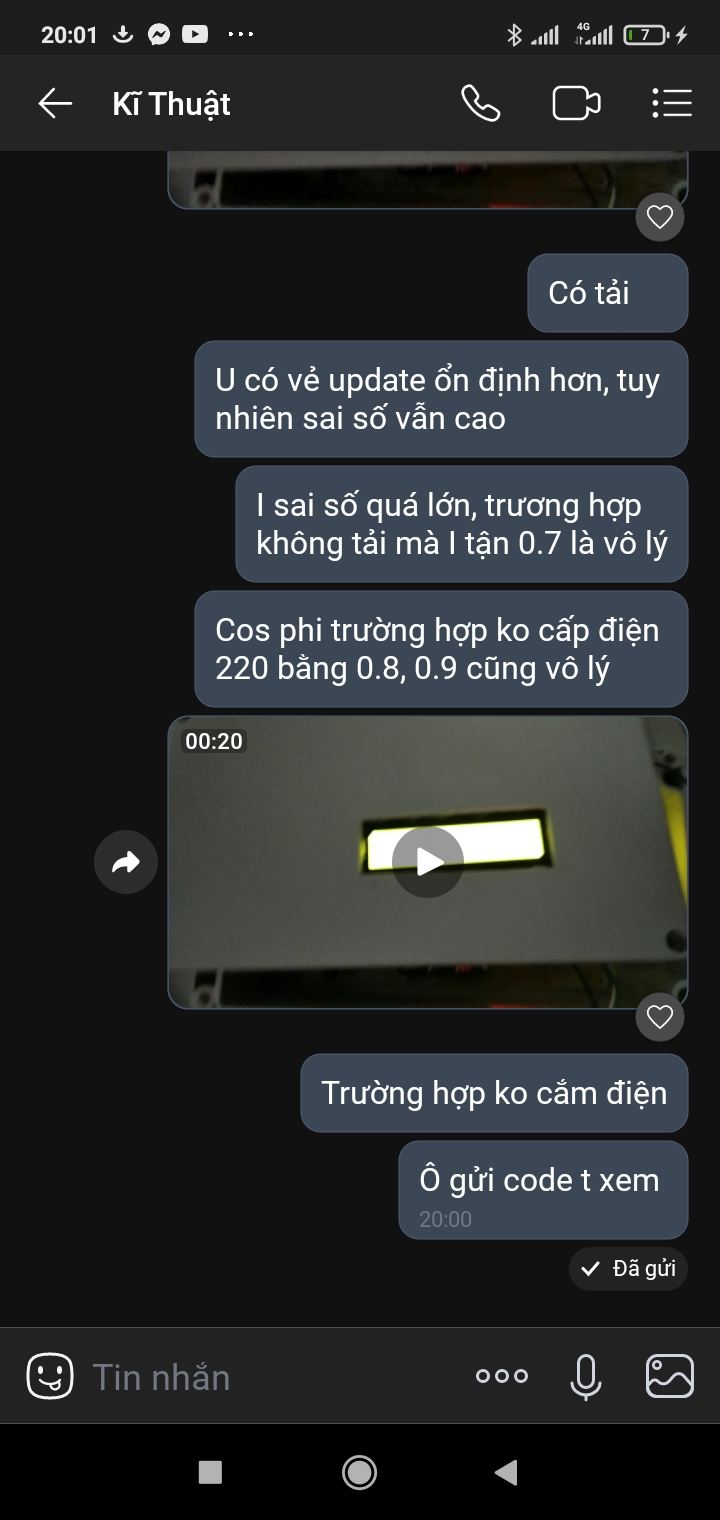 20:01
4G
7
Kĩ Thuật
Có tải
U có vẻ update ổn định hơn, tuy
nhiên sai số vẫn cao
I sai số quá lớn, trương hợp
không tải mà I tận 0.7 là vô lý
Cos phi trường hợp ko cấp điện
220 bằng 0.8, 0.9 cũng vô lý
00:20
Trường hợp ko cắm điện
Ô gửi code t xem
20:00
Đã gửi
Tin nhắn